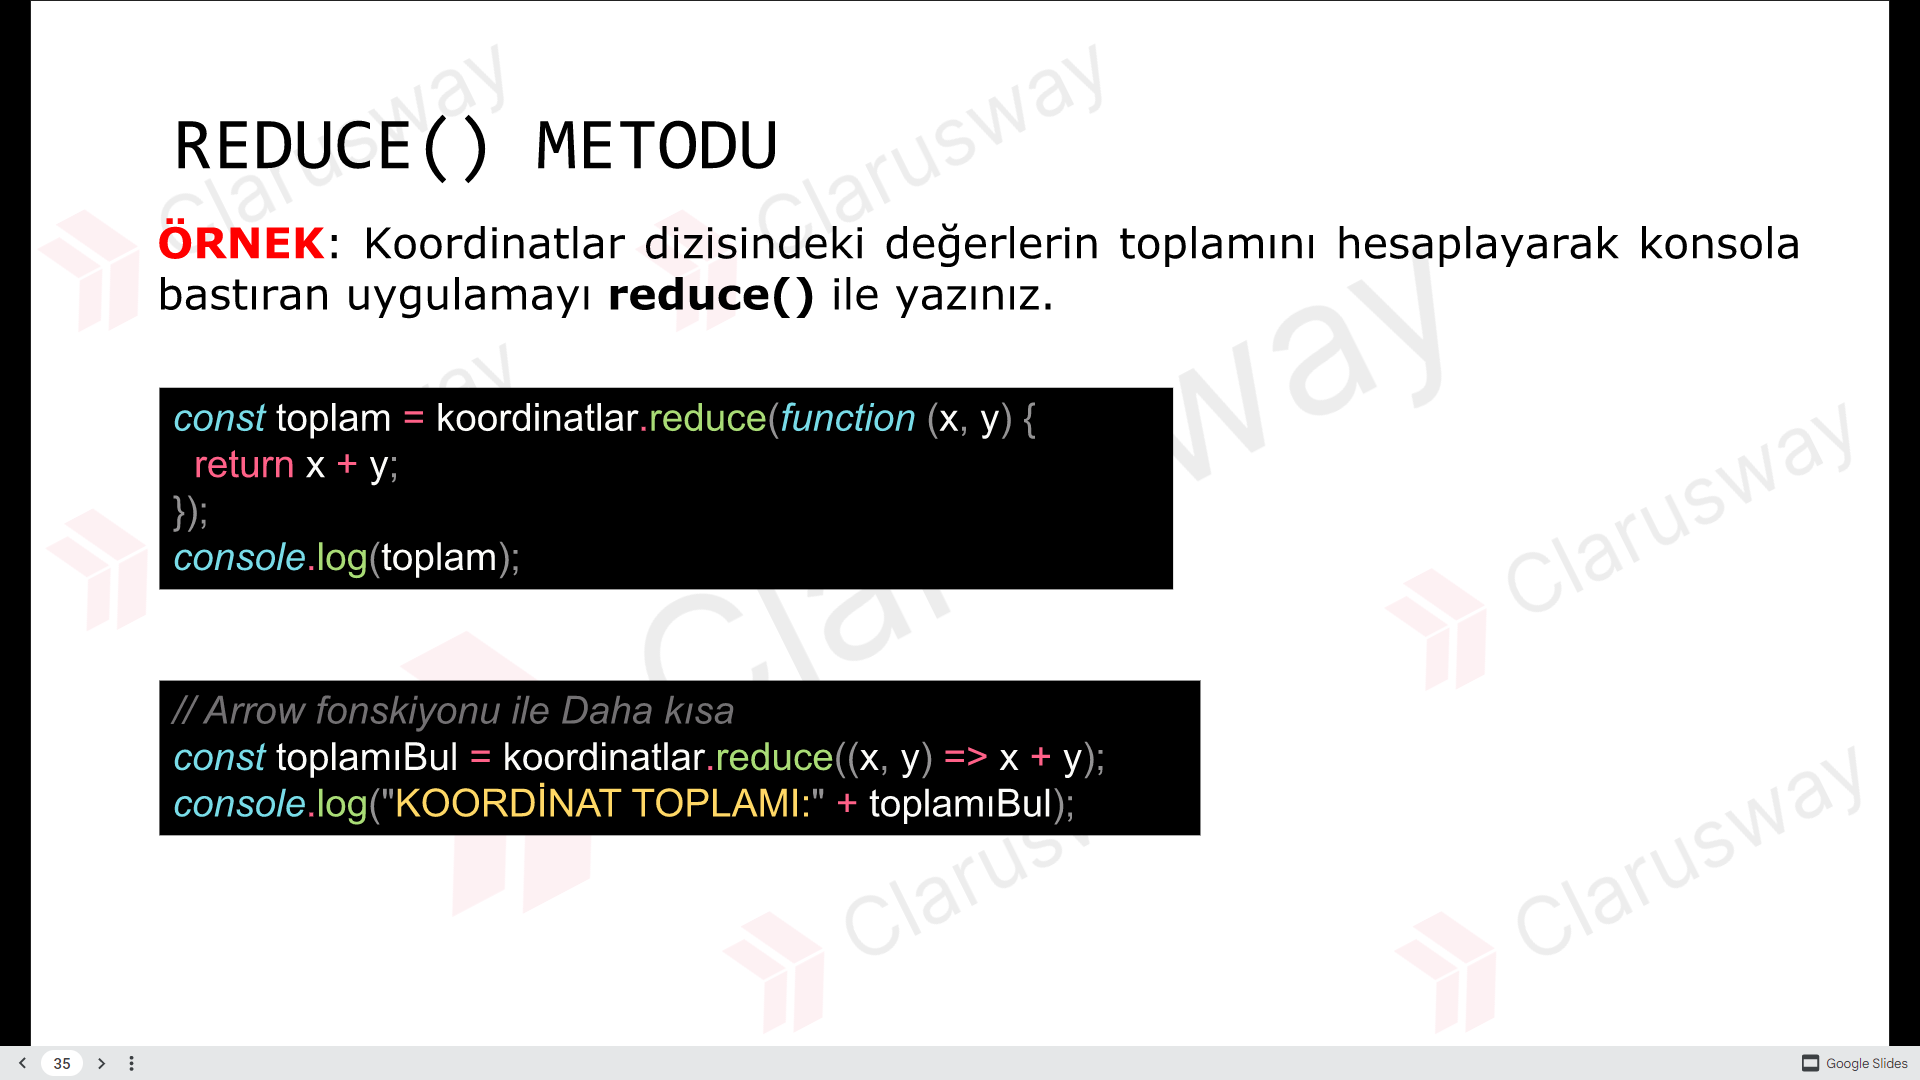 REDUCE() METODU
ÖRNEK: Koordinatlar dizisindeki değerlerin toplamını hesaplayarak konsola
bastıran uygulamayı reduce() ile yazınız.
const toplam = koordinatlar.reduce(function (x, y) {
return x + y;
});
console.log(toplam);
// Arrow fonskiyonu ile Daha kısa
const toplamıBul = koordinatlar.reduce((x, y) => x + y);
console.log("KOORDİNAT TOPLAMI:" + toplamıBul);
Clarusway
Clarusway
Clarusway
Clarusway
Clarusway
Clarusway
35
Google Slides